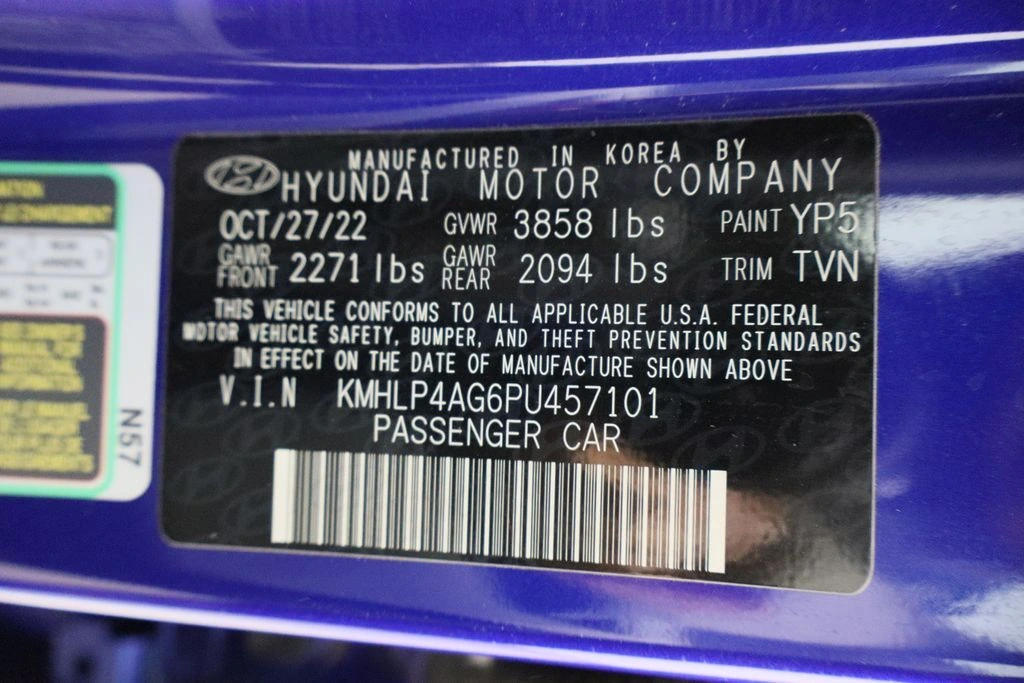 MANUFACTURED IN KOREA BY
HYUNDAI MOTOR COMPANY
OCT/27/22 GVWR 3858 lbs PAINT YP5
GAWR FRONT 2271 lbs GAWR REAR 2094 lbs TRIM TVN
THIS VEHICLE CONFORMS TO ALL APPLICABLE U.S.A. FEDERAL
MOTOR VEHICLE SAFETY, BUMPER, AND THEFT PREVENTION STANDARDS
IN EFFECT ON THE DATE OF MANUFACTURE SHOWN ABOVE
V.I.N KMHLP4AG6PU457101
PASSENGER CAR
N57